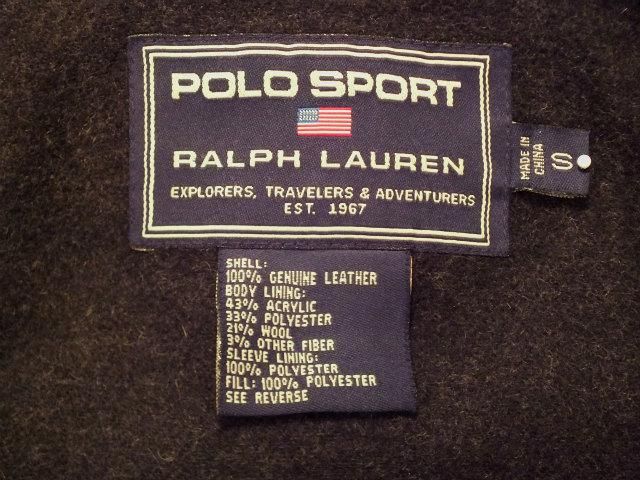 POLO SPORT
RALPH LAUREN
EXPLORERS, TRAVELERS & ADVENTURERS
EST. 1967
MADE IN
CHINA
S
SHELL:
100% GENUINE LEATHER
BODY LINING:
43% ACRYLIC
33% POLYESTER
21% WOOL
3% OTHER FIBER
SLEEVE LINING:
100% POLYESTER
FILL: 100% POLYESTER
SEE REVERSE